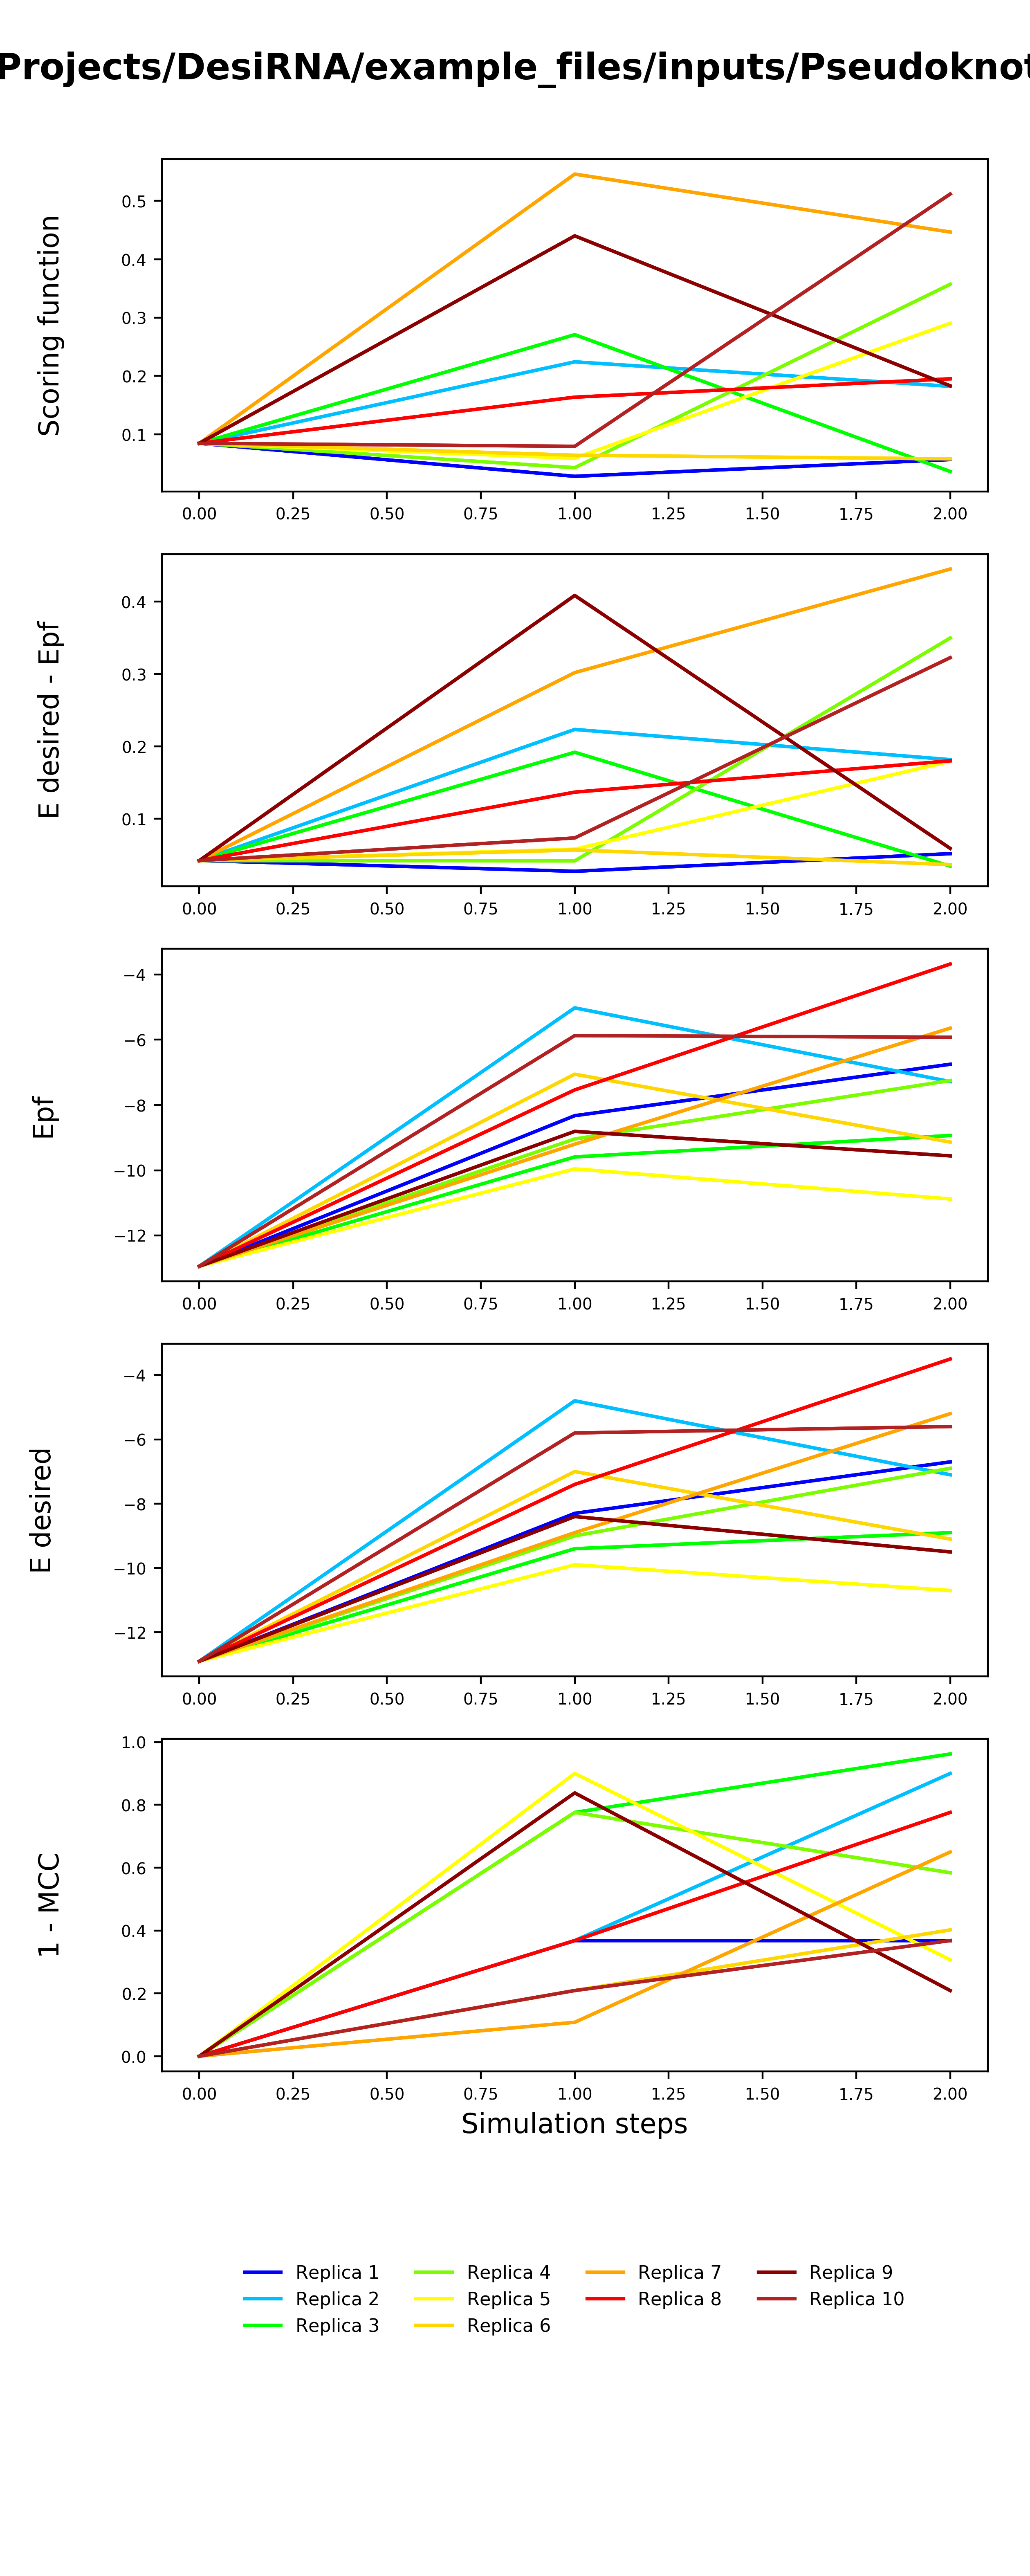 Projects/DesiRNA/example_files/inputs/Pseudoknot
Scoring function
0.5
0.4
0.3
0.2
0.1
0.00 0.25 0.50 0.75 1.00 1.25 1.50 1.75 2.00
E desired - Epf
0.4
0.3
0.2
0.1
0.00 0.25 0.50 0.75 1.00 1.25 1.50 1.75 2.00
Epf
−4
−6
−8
−10
−12
0.00 0.25 0.50 0.75 1.00 1.25 1.50 1.75 2.00
E desired
−4
−6
−8
−10
−12
0.00 0.25 0.50 0.75 1.00 1.25 1.50 1.75 2.00
1 - MCC
1.0
0.8
0.6
0.4
0.2
0.0
0.00 0.25 0.50 0.75 1.00 1.25 1.50 1.75 2.00
Simulation steps
Replica 1 Replica 4 Replica 7 Replica 9
Replica 2 Replica 5 Replica 8 Replica 10
Replica 3 Replica 6